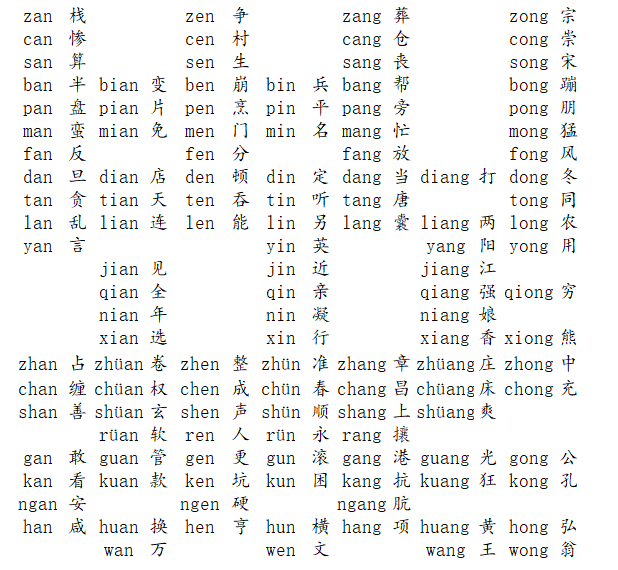 zan 栈 zen 争 zang 葬 zong 宗
can 惨 cen 村 cang 仓 cong 崇
san 算 sen 生 sang 丧 song 宋
ban 半 bian 变 ben 崩 bin 兵 bang 帮 bong 蹦
pan 盘 pian 片 pen 烹 pin 平 pang 旁 pong 朋
man 蛮 mian 免 men 门 min 名 mang 忙 mong 猛
fan 反 fen 分 fang 放 fong 风
dan 旦 dian 店 den 顿 din 定 dang 当 diang 打 dong 冬
tan 贪 tian 天 ten 吞 tin 听 tang 唐 tong 同
lan 乱 lian 连 len 能 lin 另 lang 囊 liang 两 long 农
yan 言 yin 英 yang 阳 yong 用
jian 见 jin 近 jiang 江
qian 全 qin 亲 qiang 强 qiong 穷
nian 年 nin 凝 niang 娘
xian 选 xin 行 xiang 香 xiong 熊
zhan 占 zhüan 卷 zhen 整 zhün 准 zhang 章 zhüang 庄 zhong 中
chan 缠 chüan 权 chen 成 chün 春 chang 昌 chüang 床 chong 充
shan 善 shüan 玄 shen 声 shün 顺 shang 上 shüang 爽
rüan 软 ren 人 rün 永 rang 攘
gan 敢 guan 管 gen 更 gun 滚 gang 港 guang 光 gong 公
kan 看 kuan 款 ken 坑 kun 困 kang 抗 kuang 狂 kong 孔
ngan 安 ngen 硬 ngang 肮
han 咸 huan 换 hen 亨 hun 横 hang 项 huang 黄 hong 弘
wan 万 wen 文 wang 王 wong 翁